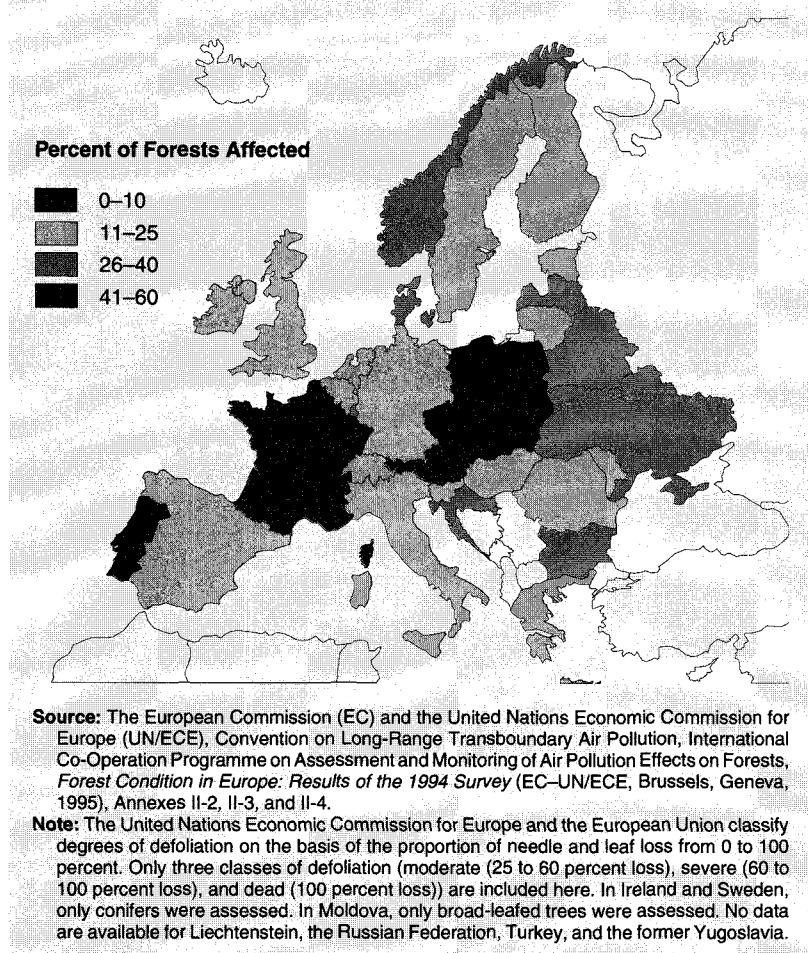 Percent of Forests Affected
0–10
11–25
26–40
41–60
Source: The European Commission (EC) and the United Nations Economic Commission for
Europe (UN/ECE), Convention on Long-Range Transboundary Air Pollution, International
Co-Operation Programme on Assessment and Monitoring of Air Pollution Effects on Forests,
Forest Condition in Europe: Results of the 1994 Survey (EC–UN/ECE, Brussels, Geneva,
1995), Annexes II-2, II-3, and II-4.
Note: The United Nations Economic Commission for Europe and the European Union classify
degrees of defoliation on the basis of the proportion of needle and leaf loss from 0 to 100
percent. Only three classes of defoliation (moderate (25 to 60 percent loss), severe (60 to
100 percent loss), and dead (100 percent loss)) are included here. In Ireland and Sweden,
only conifers were assessed. In Moldova, only broad-leafed trees were assessed. No data
are available for Liechtenstein, the Russian Federation, Turkey, and the former Yugoslavia.